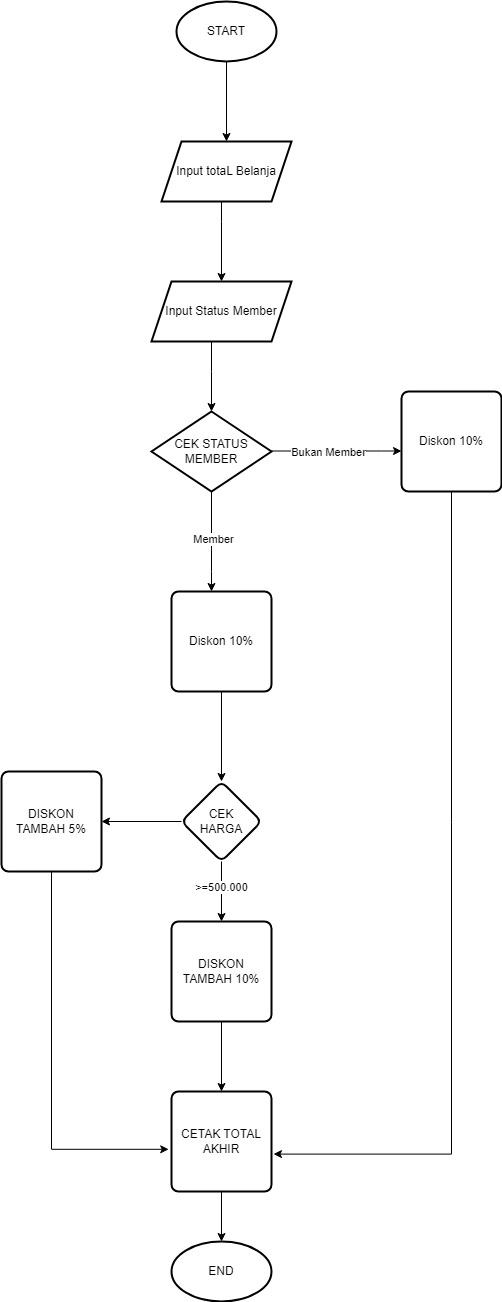 START
Input totaL Belanja
Input Status Member
CEK STATUS
MEMBER
Bukan Member
Diskon 10%
Member
Diskon 10%
CEK
HARGA
DISKON
TAMBAH 5%
>=500.000
DISKON
TAMBAH 10%
CETAK TOTAL
AKHIR
END